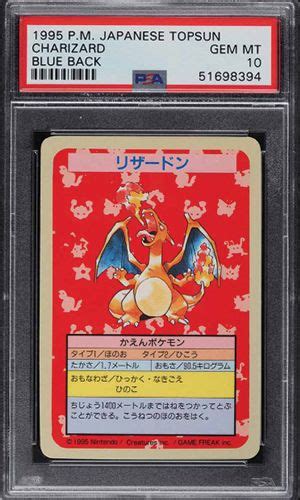 1995 P.M. JAPANESE TOPSUN
CHARIZARD GEM MT
BLUE BACK 10
PSA 51698394
リザードン
かえんポケモン
タイプ1/ほのお タイプ2/ひこう
たかさ/1.7メートル おもさ/90.5キログラム
おもなわざ/ひっかく・なきごえ
ひのこ
ちじょう1400メートルまではねをつかってとぶ
ことができる。こうねつのほのおをはく。
©1995 Nintendo / Creatures inc. / GAME FREAK inc.